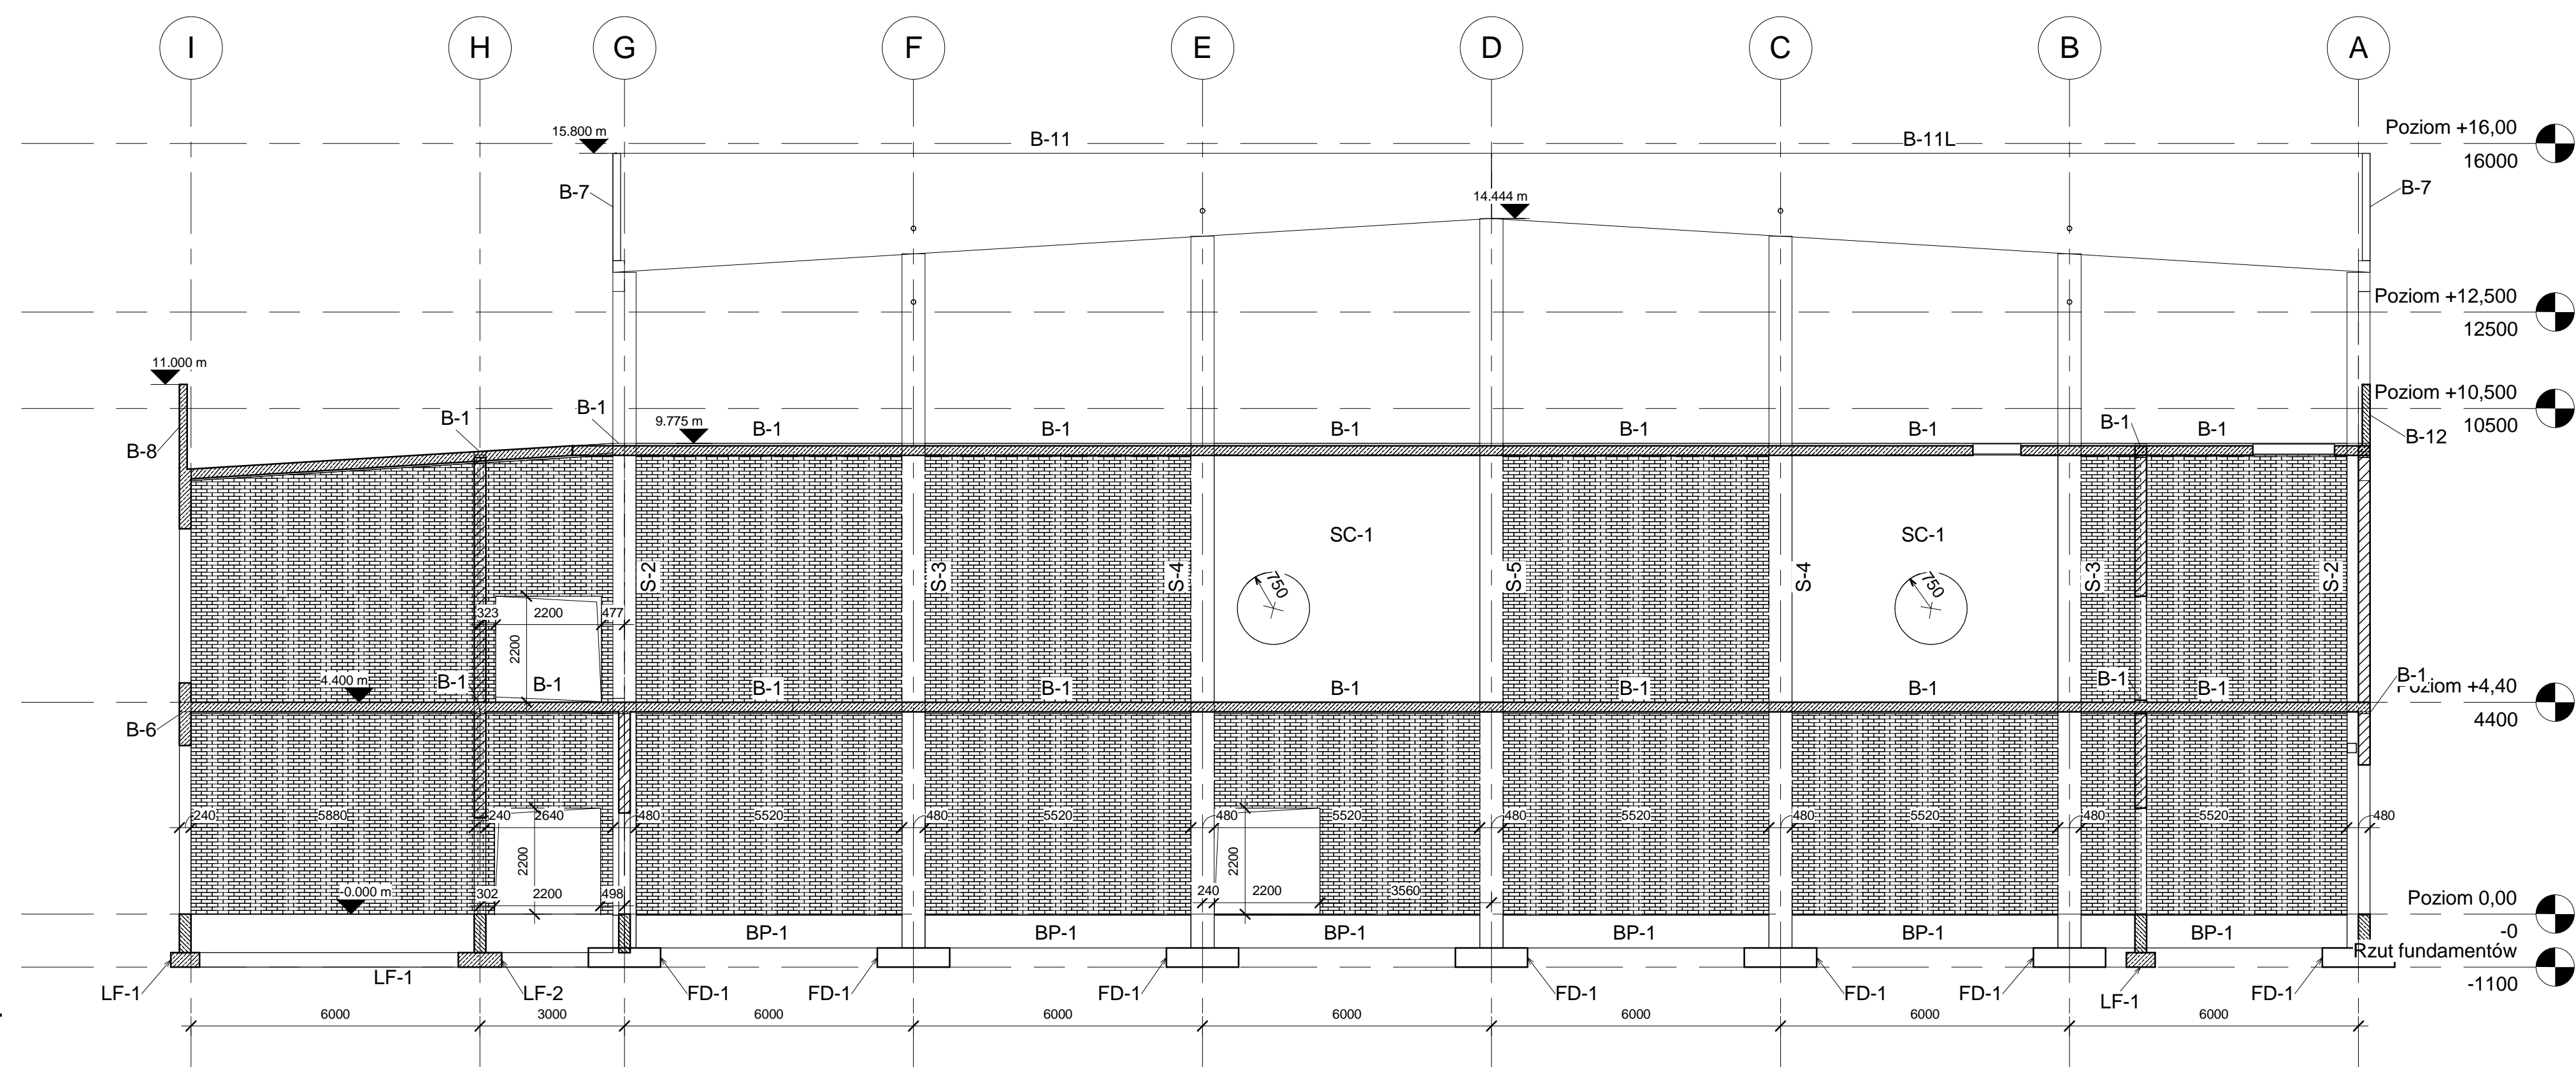 I H G F E D C B A
15.800 m
B-11
B-11L
Poziom +16,00
16000
B-7
14.444 m
B-7
Poziom +12,500
12500
11.000 m
Poziom +10,500
10500
B-1
B-1
9.775 m
B-1 B-1 B-1 B-1 B-1
B-1
B-1
B-8
B-12
SC-1 SC-1
S-2 S-3 S-4 S-5 S-4 S-3 S-2
750 750
323 2200 477
2200
4.400 m
B-1
B-1
B-1 B-1 B-1 B-1 B-1
B-1
B-1
B-1
4,40
4400
B-6
240 5880 240 2640 480 5520 480 5520 480 5520 480 5520 480 5520 480 5520 480
2200
2200
-0.000 m
302 2200 498
240 2200 3560
Poziom 0,00
-0
BP-1 BP-1 BP-1 BP-1 BP-1 BP-1
Rzut fundamentów
-1100
LF-1
LF-1
LF-2
FD-1 FD-1 FD-1 FD-1 FD-1 FD-1
LF-1
FD-1
6000 3000 6000 6000 6000 6000 6000 6000